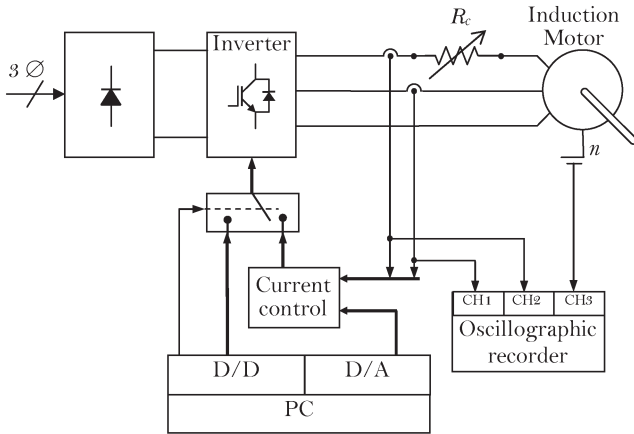 Induction
Motor
R_c
Inverter
3 Ø
n
CH1 CH2 CH3
Oscillographic
recorder
Current
control
D/D D/A
PC